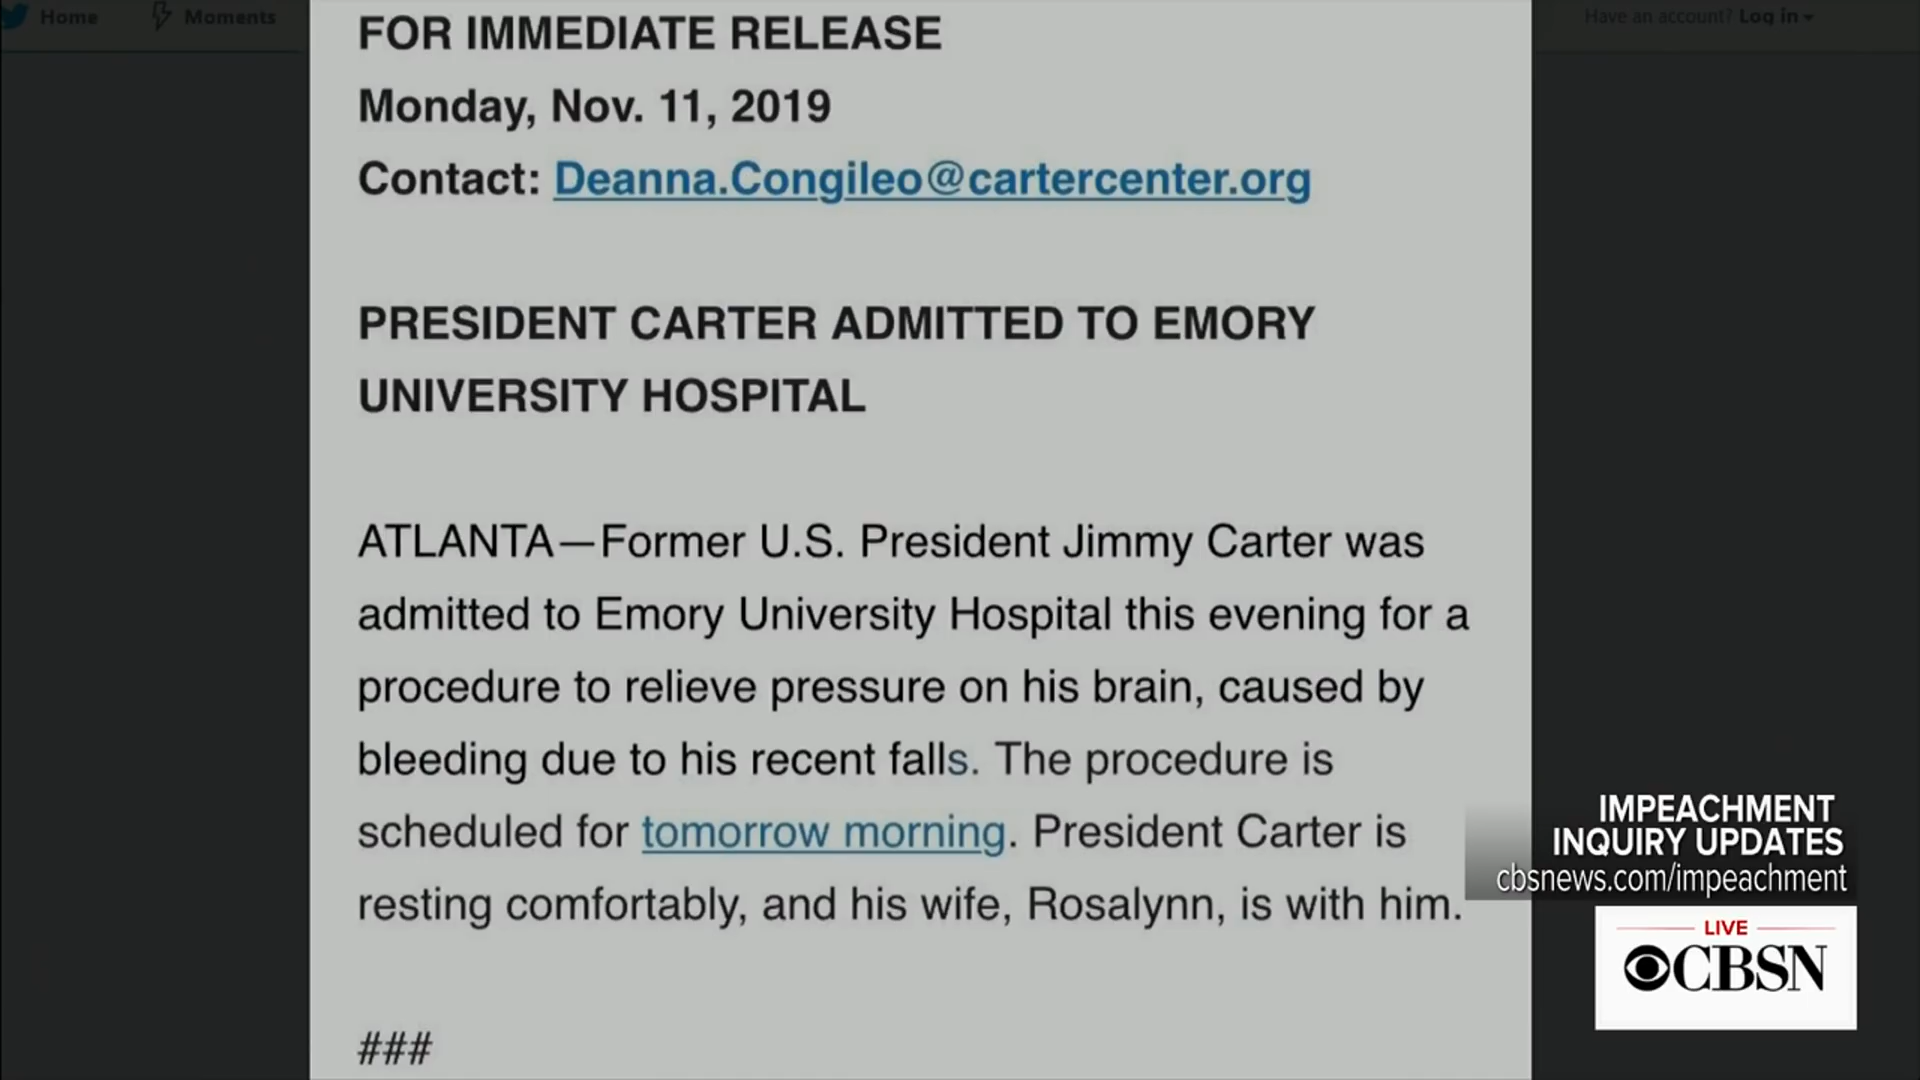 Home Moments Have an account? Log in
FOR IMMEDIATE RELEASE
Monday, Nov. 11, 2019
Contact: Deanna.Congileo@cartercenter.org
PRESIDENT CARTER ADMITTED TO EMORY
UNIVERSITY HOSPITAL
ATLANTA—Former U.S. President Jimmy Carter was
admitted to Emory University Hospital this evening for a
procedure to relieve pressure on his brain, caused by
bleeding due to his recent falls. The procedure is
scheduled for tomorrow morning. President Carter is
resting comfortably, and his wife, Rosalynn, is with him.
###
IMPEACHMENT
INQUIRY UPDATES
cbsnews.com/impeachment
LIVE
CBSN